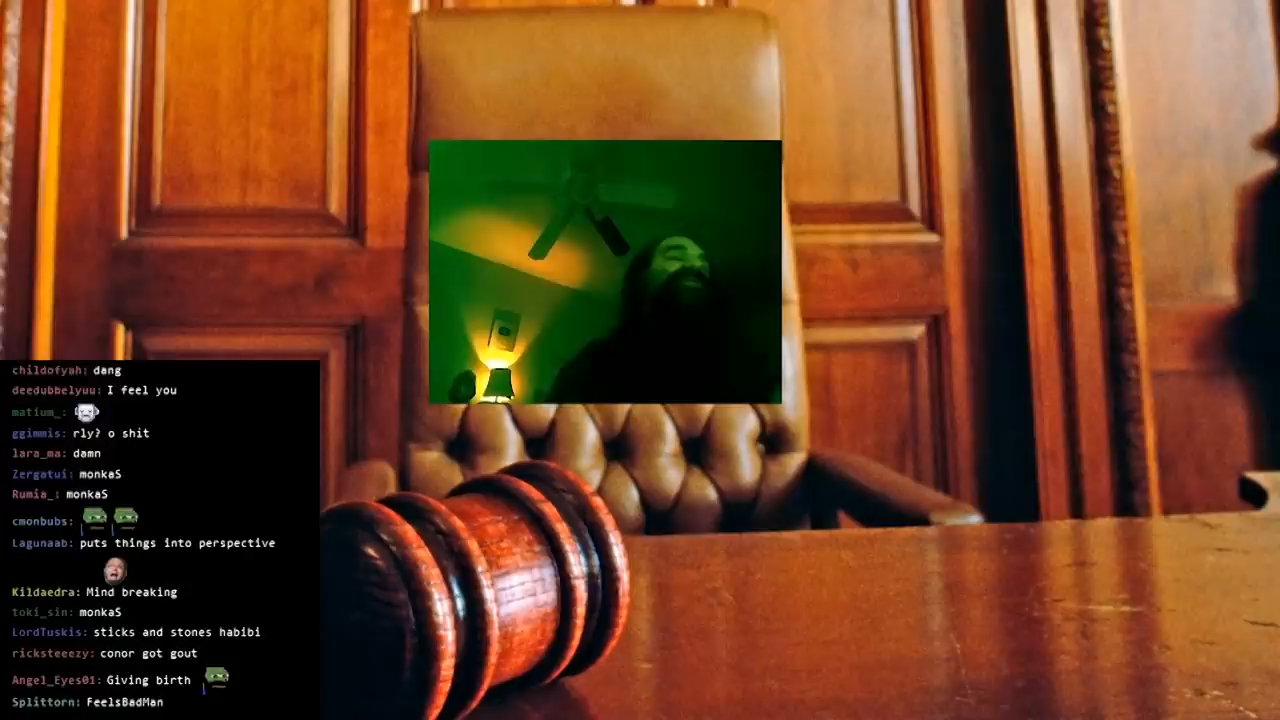 childofyah: dang
deedubbelyuu: I feel you
matium_:
ggimmis: rly? o shit
lara_ma: damn
Zergatui: monkaS
Rumia_: monkaS
cmonbubs:
Lagunaab: puts things into perspective
Kildaedra: Mind breaking
toki_sin: monkaS
LordTuskis: sticks and stones habibi
ricksteeezy: conor got gout
Angel_Eyes01: Giving birth
Splittorn: FeelsBadMan